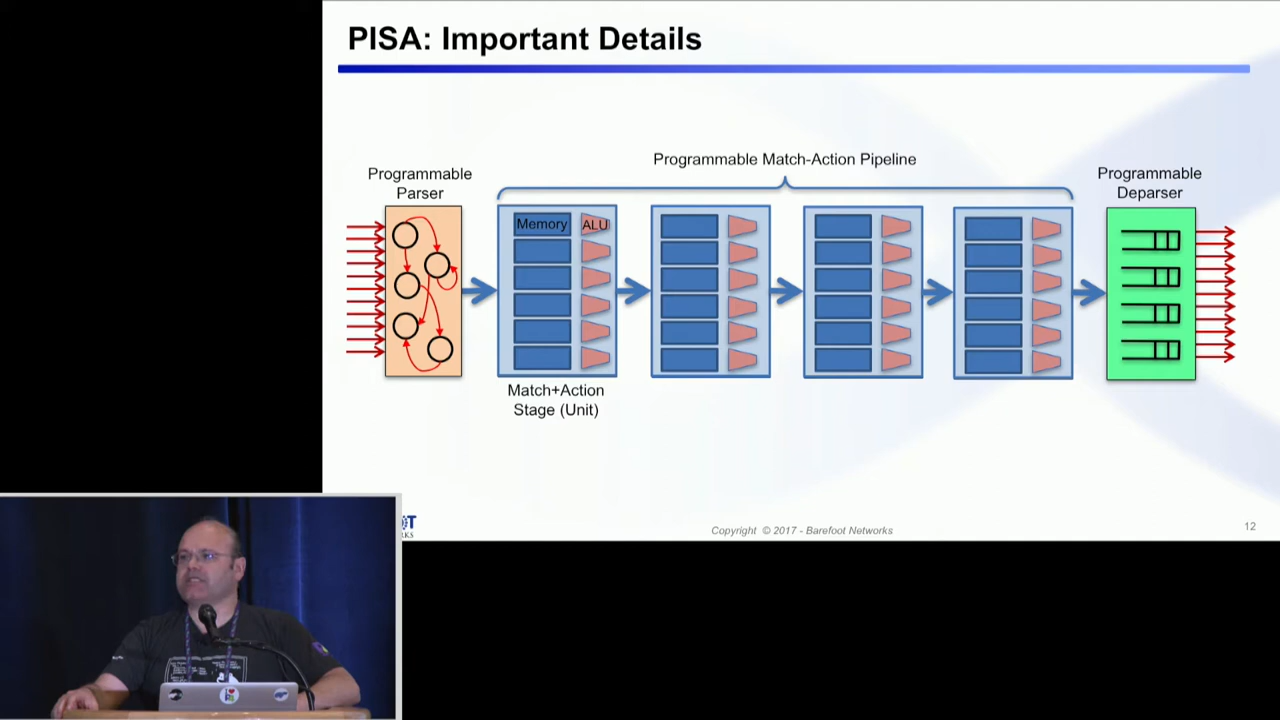 PISA: Important Details
Programmable Match-Action Pipeline
Programmable
Parser
Programmable
Deparser
Memory
ALU
Match+Action
Stage (Unit)
Copyright © 2017 - Barefoot Networks
12